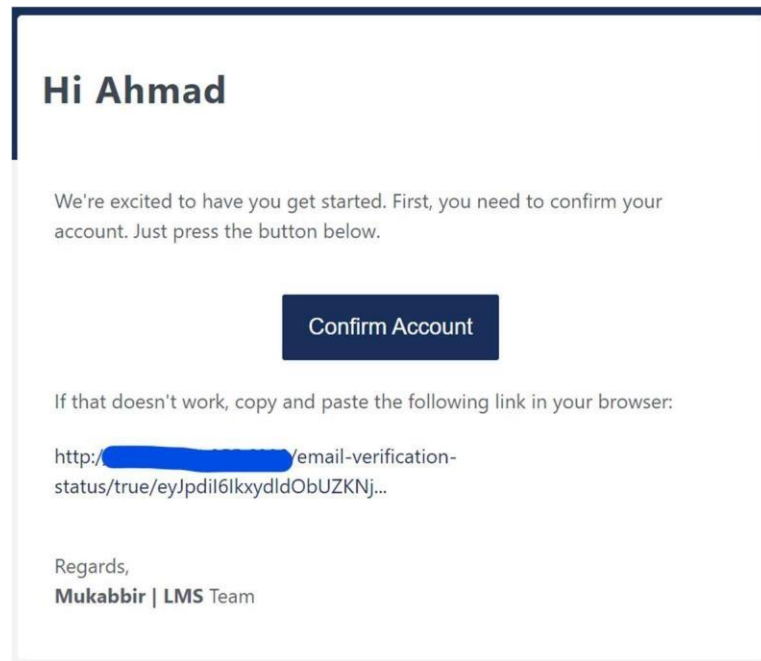 Hi Ahmad
We're excited to have you get started. First, you need to confirm your
account. Just press the button below.
Confirm Account
If that doesn't work, copy and paste the following link in your browser:
http:/ /email-verification-
status/true/eyJpdiI6IkxydldObUZKNj...
Regards,
Mukabbir | LMS Team